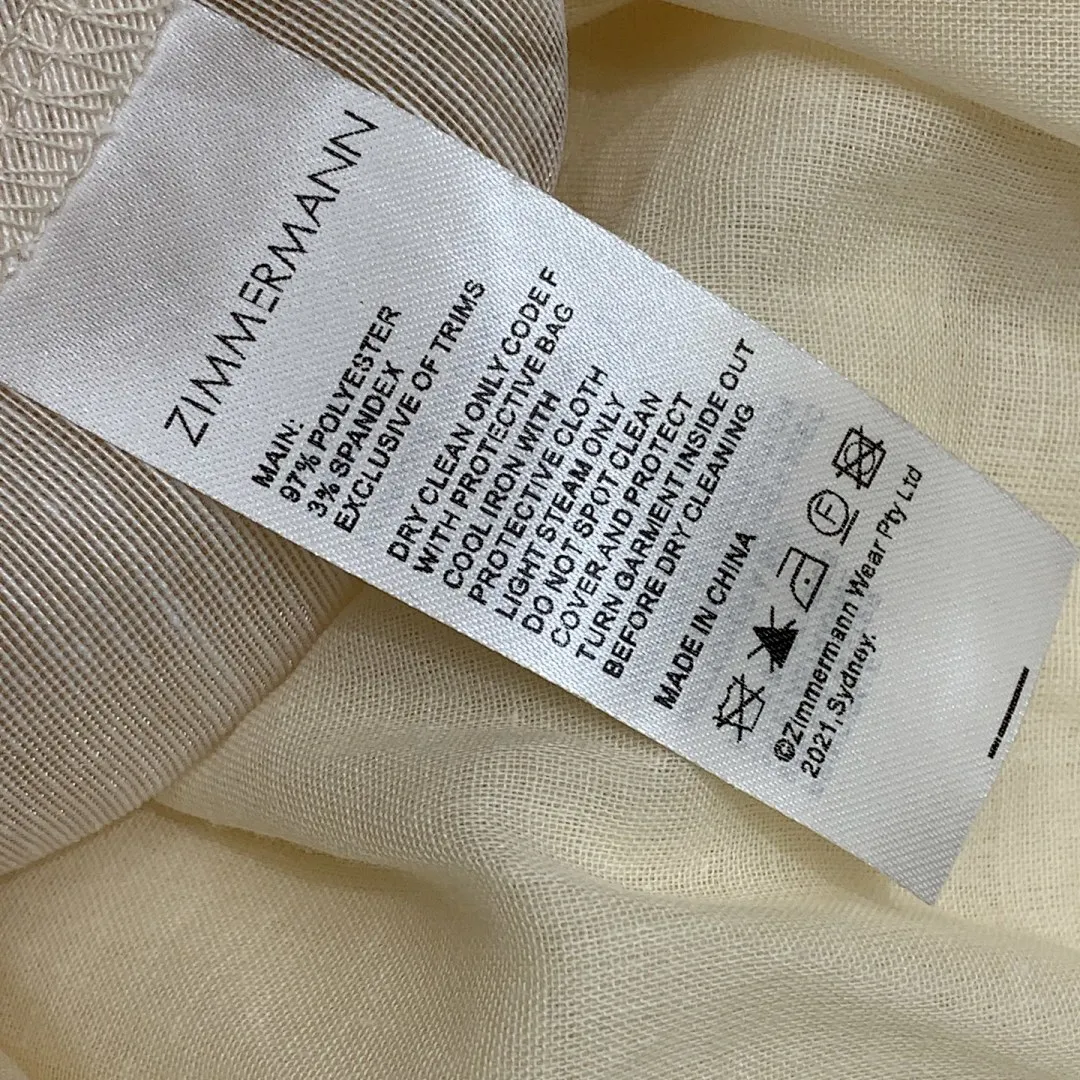 ZIMMERMANN
MAIN:
97% POLYESTER
3% SPANDEX
EXCLUSIVE OF TRIMS
DRY CLEAN ONLY CODE F
WITH PROTECTIVE BAG
COOL IRON WITH
PROTECTIVE CLOTH
LIGHT STEAM ONLY
DO NOT SPOT CLEAN
COVER AND PROTECT
TURN GARMENT INSIDE OUT
BEFORE DRY CLEANING
MADE IN CHINA
F
©Zimmermann Wear Pty Ltd
2021, Sydney.